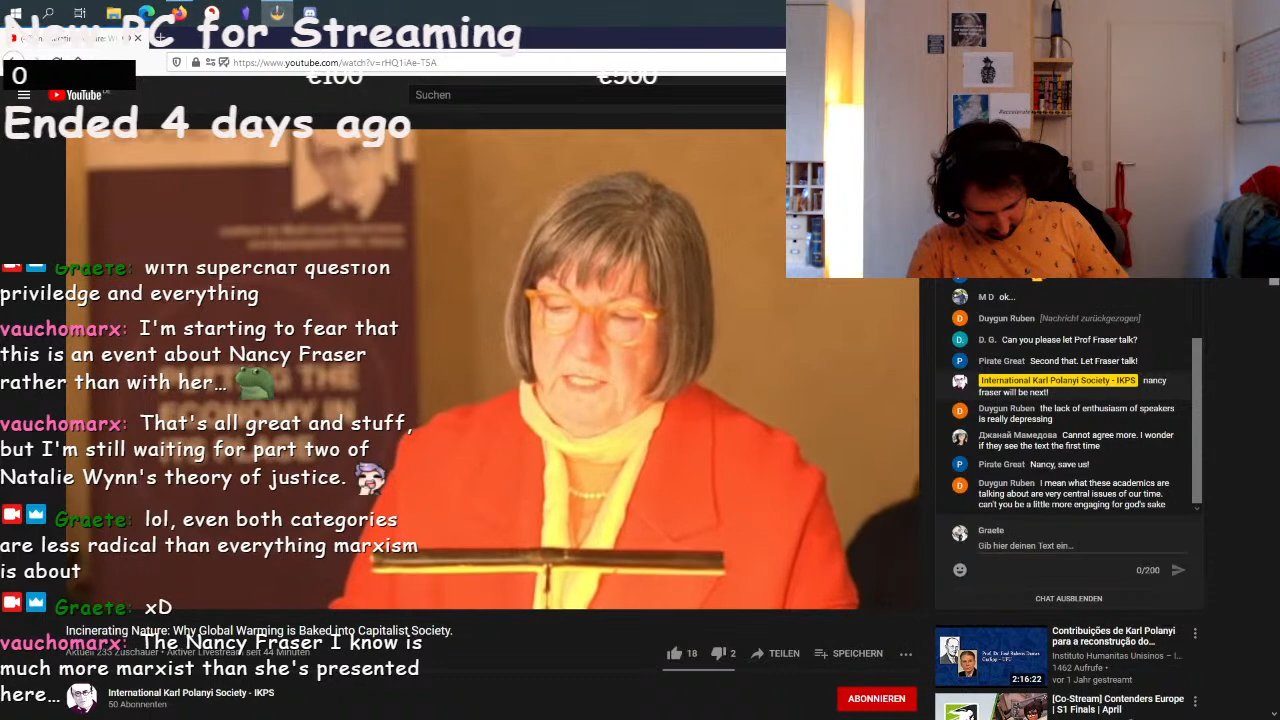 New PC for Streaming
https://www.youtube.com/watch?v=rHQ1iAe-T5A
0
€100
€500
YouTube
Suchen
Ended 4 days ago
Graete: with superchat question
priviledge and everything
vauchomarx: I'm starting to fear that
this is an event about Nancy Fraser
rather than with her...
vauchomarx: That's all great and stuff,
but I'm still waiting for part two of
Natalie Wynn's theory of justice.
Graete: lol, even both categories
are less radical than everything marxism
is about
Graete: xD
vauchomarx: The Nancy Fraser I know is
much more marxist than she's presented
here...
M D ok...
Duygun Ruben [Nachricht zurückgezogen]
D. G. Can you please let Prof Fraser talk?
Pirate Great Second that. Let Fraser talk!
International Karl Polanyi Society - IKPS nancy
fraser will be next!
Duygun Ruben the lack of enthusiasm of speakers
is really depressing
Джанай Мамедова Cannot agree more. I wonder
if they see the text the first time
Pirate Great Nancy, save us!
Duygun Ruben I mean what these academics are
talking about are very central issues of our time.
can't you be a little more engaging for god's sake
Graete
Gib hier deinen Text ein...
0/200
CHAT AUSBLENDEN
Incinerating Nature: Why Global Warming is Baked into Capitalist Society.
Aktuell 235 Zuschauer • Aktiver Livestream seit 44 Minuten
18
2
TEILEN
SPEICHERN
International Karl Polanyi Society - IKPS
50 Abonnenten
ABONNIEREN
Contribuições de Karl Polanyi
para a reconstrução do...
Instituto Humanitas Unisinos – I...
1462 Aufrufe •
vor 1 Jahr gestreamt
2:16:22
[Co-Stream] Contenders Europe
| S1 Finals | April